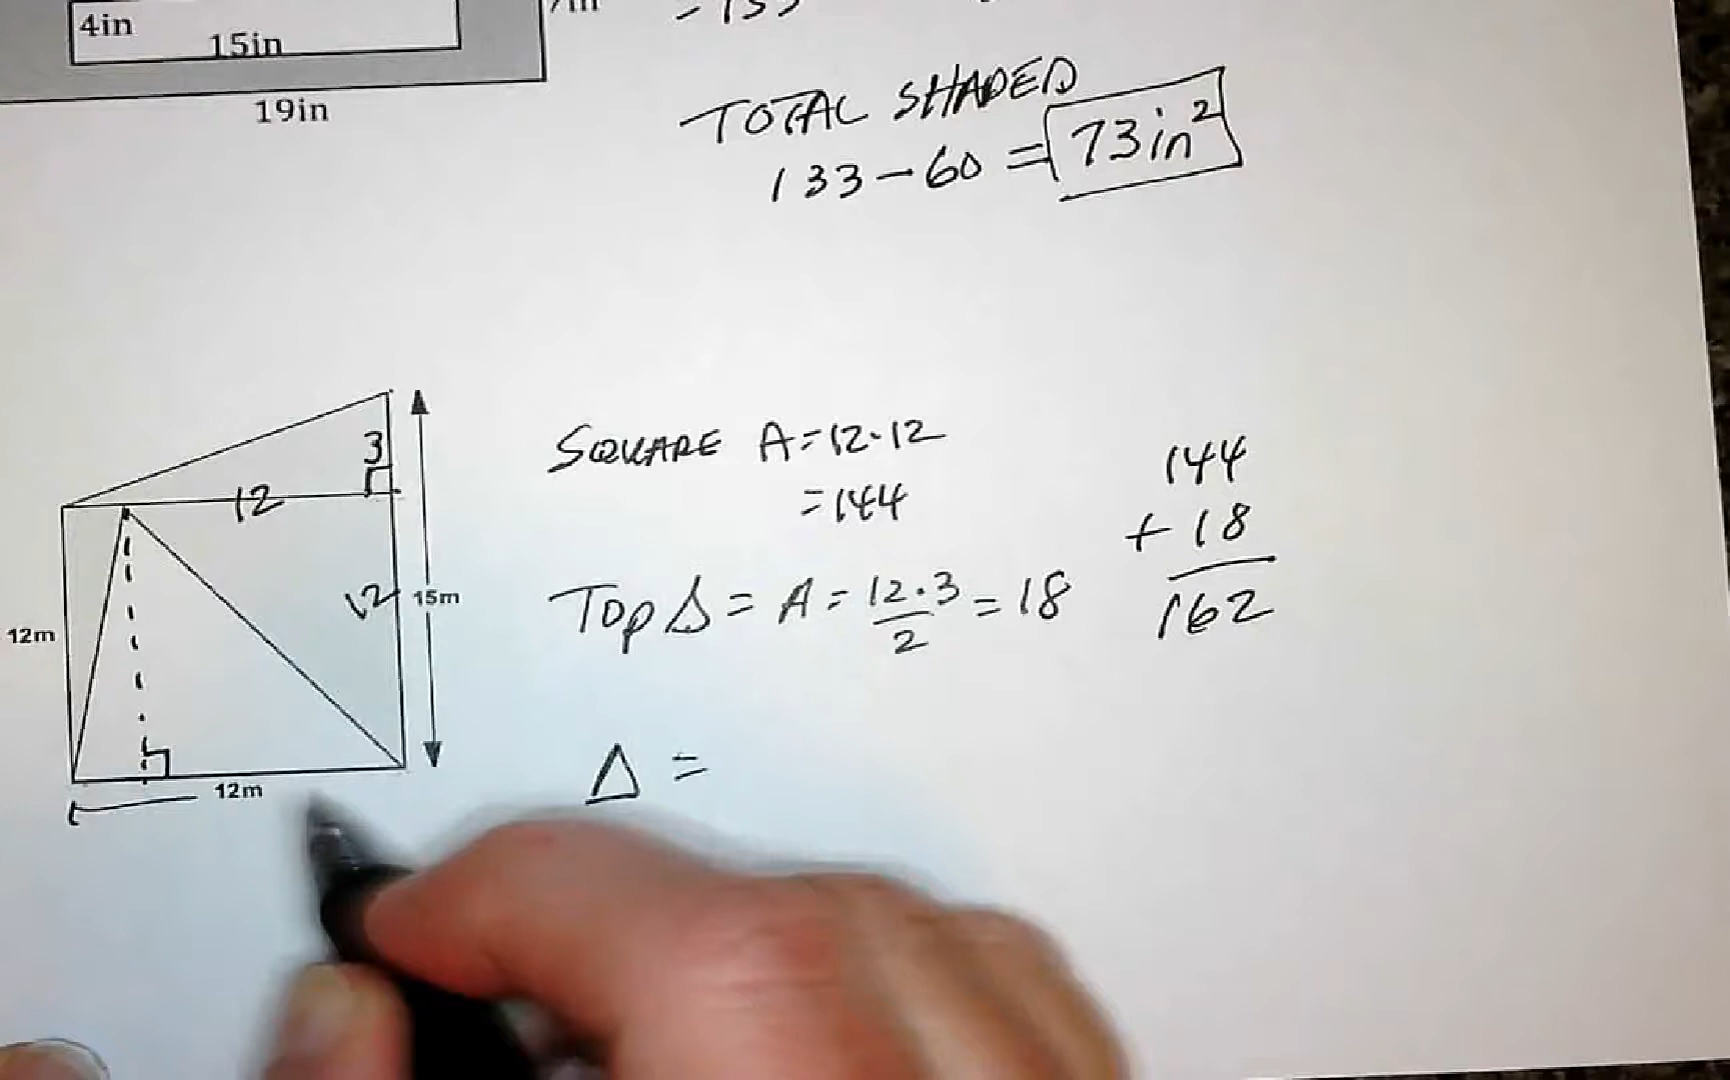 4in
15in
19in
TOTAL SHADED
133-60 = 73in²
3
12
12
15m
12m
12m
SQUARE A=12·12
=144
TOP Δ = A = 12·3/2 = 18
Δ =
144
+ 18
162